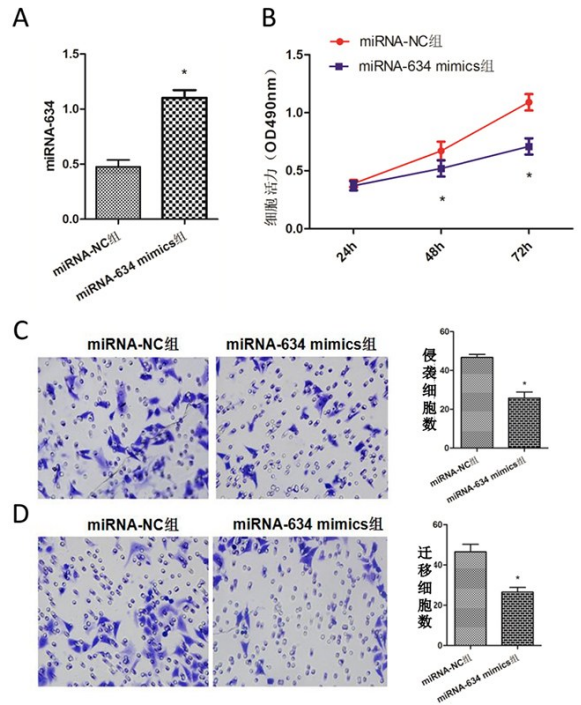 A
1.5
1.0
0.5
0.0
miRNA-634
*
miRNA-NC组
miRNA-634 mimics组
B
miRNA-NC组
miRNA-634 mimics组
1.5
1.0
0.5
0.0
细胞活力（OD490nm）
*
*
24h
48h
72h
C
miRNA-NC组
miRNA-634 mimics组
60
40
20
0
侵袭细胞数
*
miRNA-NC组
miRNA-634 mimics组
D
miRNA-NC组
miRNA-634 mimics组
60
40
20
0
迁移细胞数
*
miRNA-NC组
miRNA-634 mimics组